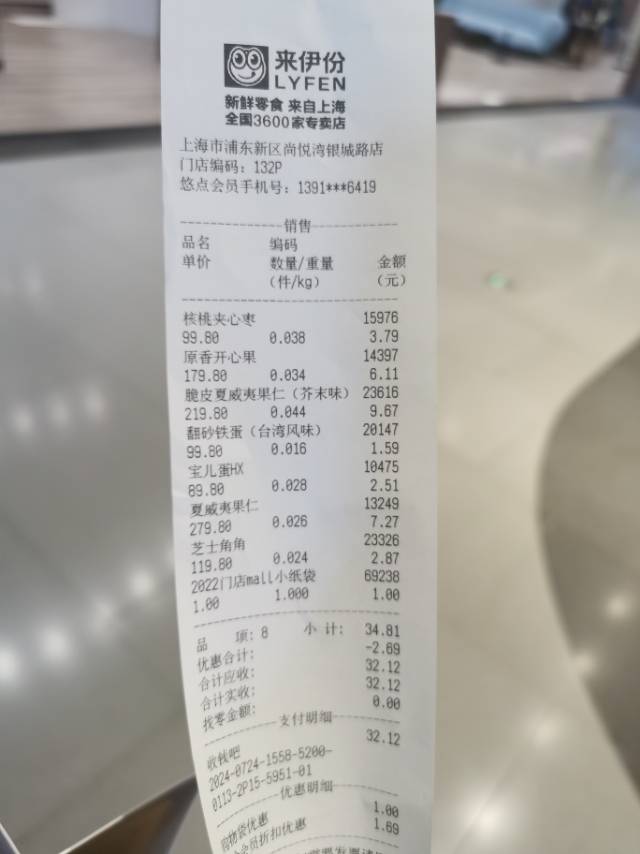 来伊份
LYFEN
新鲜零食 来自上海
全国3600家专卖店
上海市浦东新区尚悦湾银城路店
门店编码：132P
悠点会员手机号：1391***6419
销售
品名 编码
单价 数量/重量 金额
（件/kg） （元）
核桃夹心枣 15976
99.80 0.038 3.79
原香开心果 14397
179.80 0.034 6.11
脆皮夏威夷果仁（芥末味） 23616
219.80 0.044 9.67
翻砂铁蛋（台湾风味） 20147
99.80 0.016 1.59
宝儿蛋HX 10475
89.80 0.028 2.51
夏威夷果仁 13249
279.80 0.026 7.27
芝士角角 23326
119.80 0.024 2.87
2022门店mall小纸袋 69238
1.00 1.000 1.00
品 项：8 小 计： 34.81
优惠合计： -2.69
合计应收： 32.12
合计实收： 32.12
找零金额： 0.00
支付明细
收钱吧 32.12
2024-0724-1558-5200-
0113-2P15-5951-01
优惠明细
购物袋优惠 1.00
会员折扣优惠 1.69